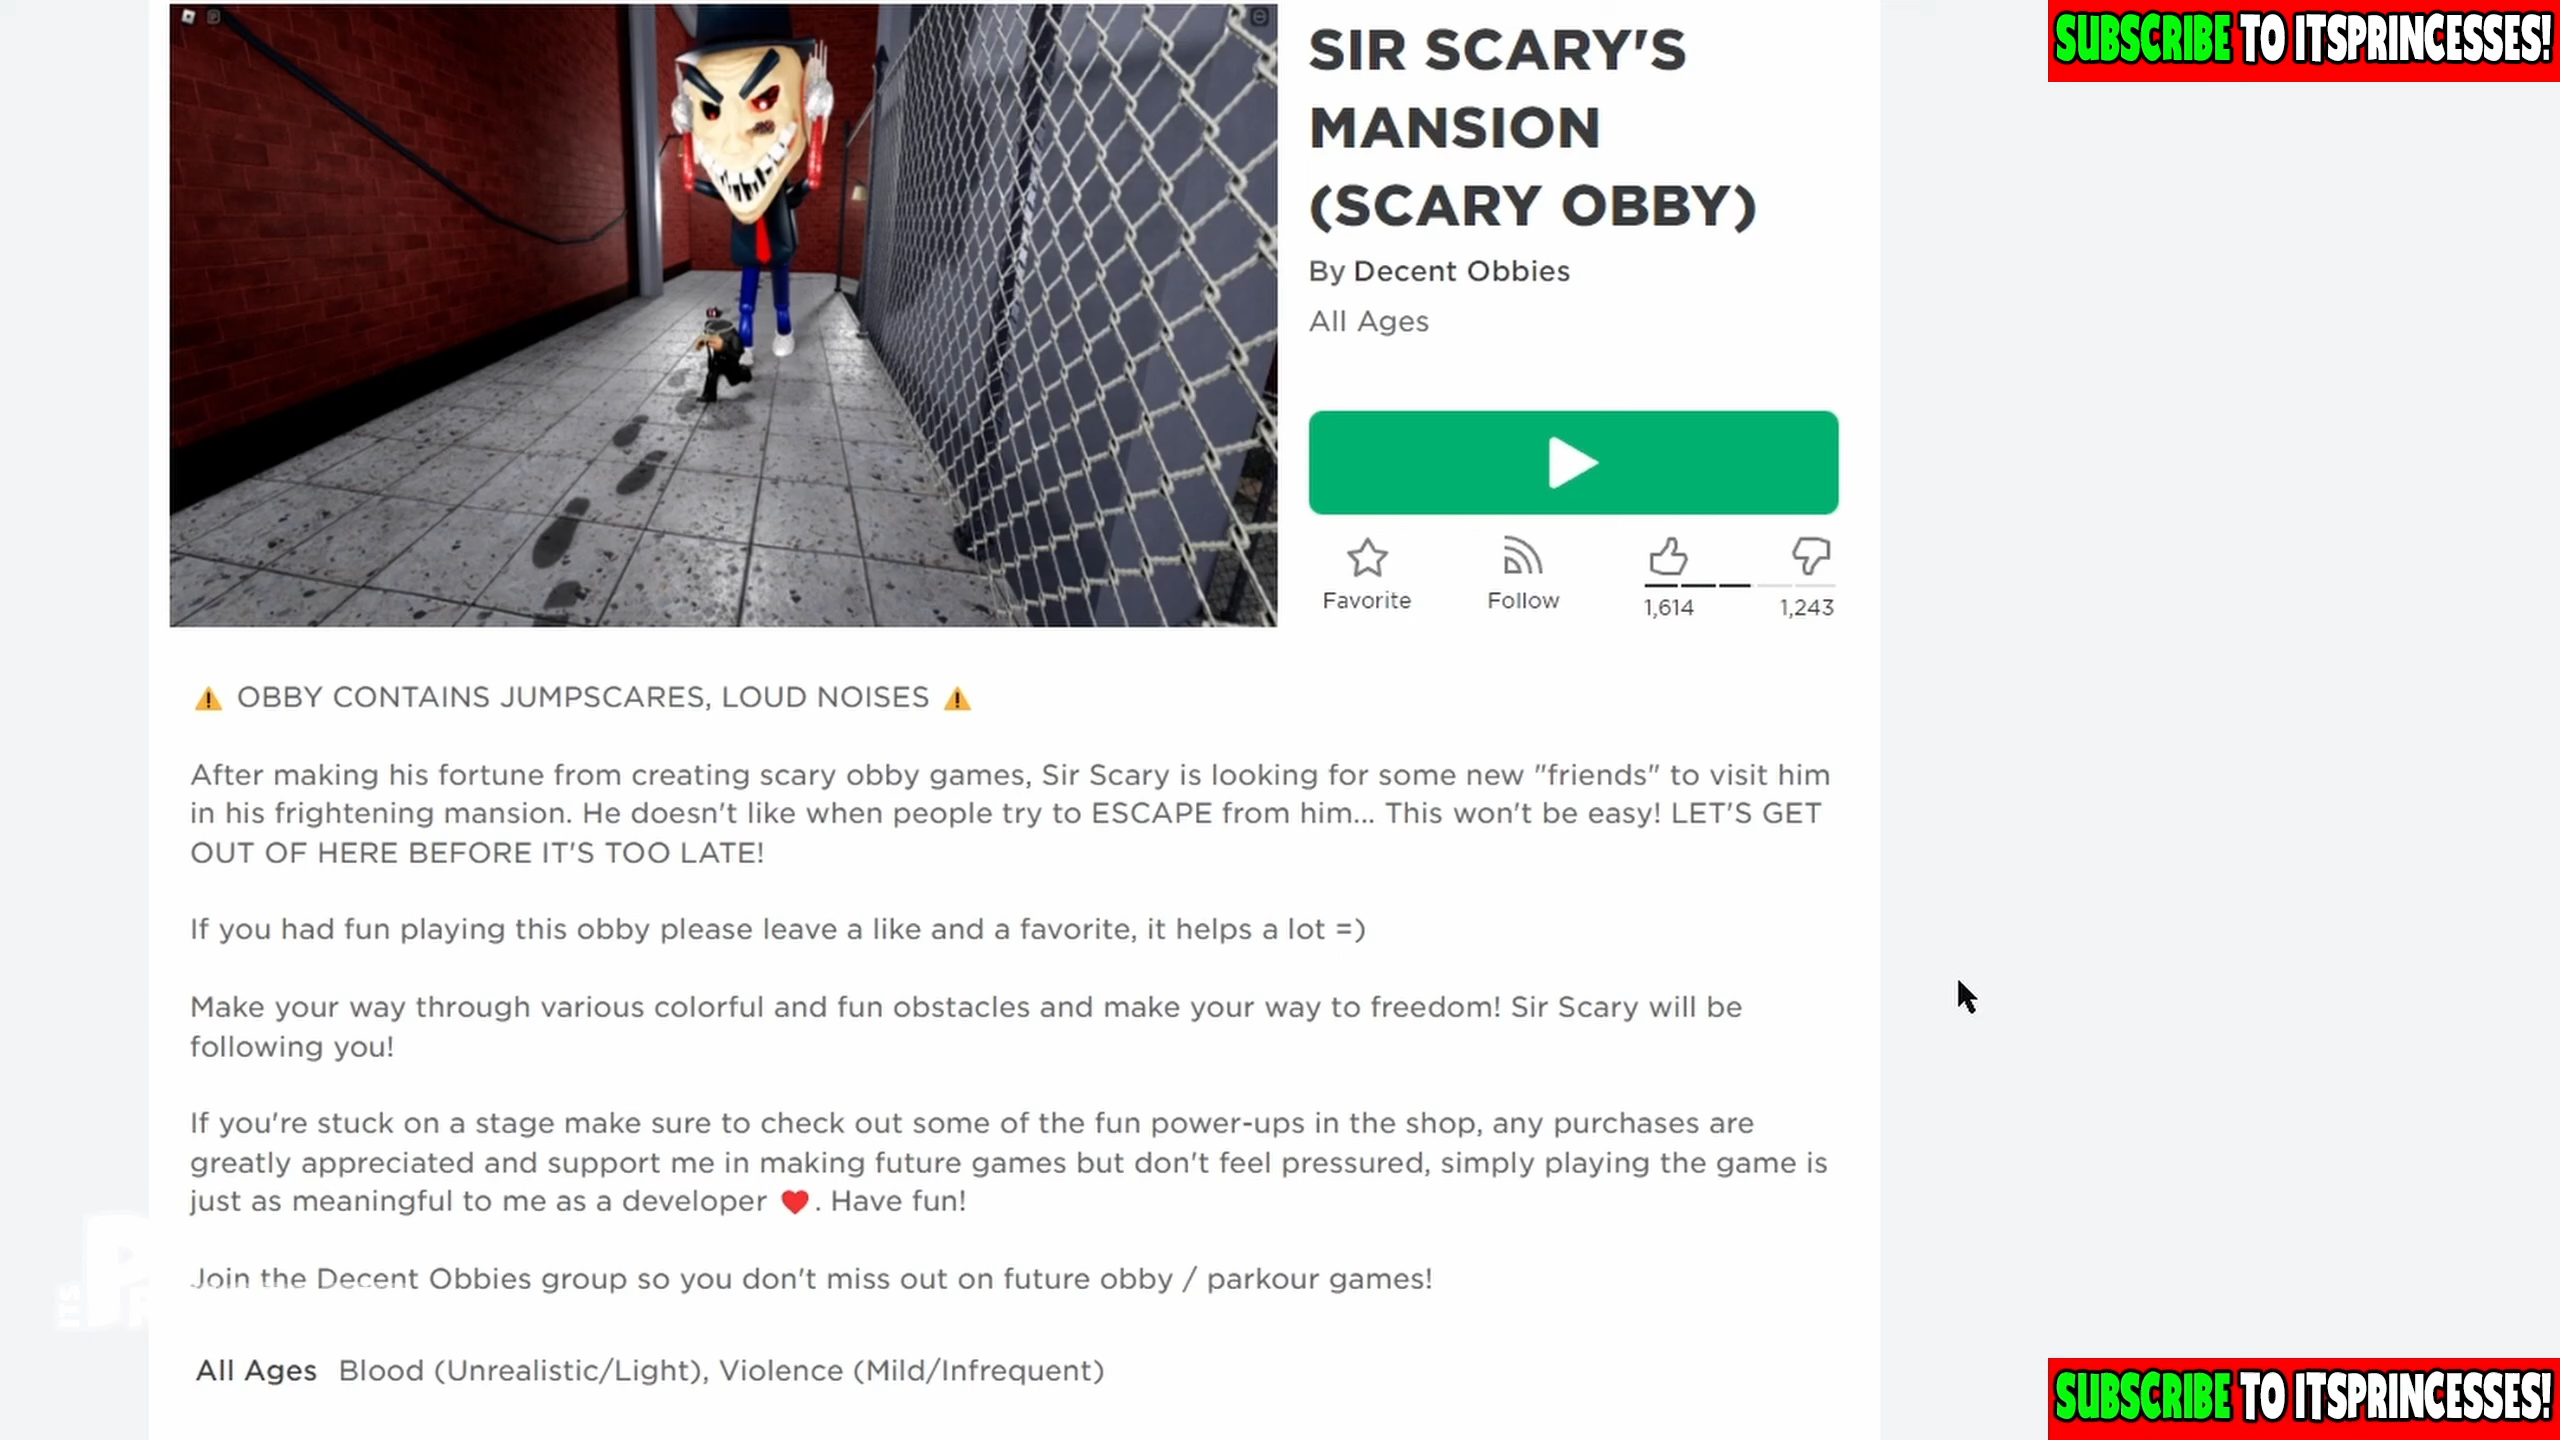 SUBSCRIBE TO ITSPRINCESSES!
SIR SCARY'S
MANSION
(SCARY OBBY)
By Decent Obbies
All Ages
Favorite
Follow
1,614
1,243
⚠️ OBBY CONTAINS JUMPSCARES, LOUD NOISES ⚠️
After making his fortune from creating scary obby games, Sir Scary is looking for some new "friends" to visit him
in his frightening mansion. He doesn't like when people try to ESCAPE from him... This won't be easy! LET'S GET
OUT OF HERE BEFORE IT'S TOO LATE!
If you had fun playing this obby please leave a like and a favorite, it helps a lot =)
Make your way through various colorful and fun obstacles and make your way to freedom! Sir Scary will be
following you!
If you're stuck on a stage make sure to check out some of the fun power-ups in the shop, any purchases are
greatly appreciated and support me in making future games but don't feel pressured, simply playing the game is
just as meaningful to me as a developer ❤️. Have fun!
Join the Decent Obbies group so you don't miss out on future obby / parkour games!
All Ages Blood (Unrealistic/Light), Violence (Mild/Infrequent)
SUBSCRIBE TO ITSPRINCESSES!